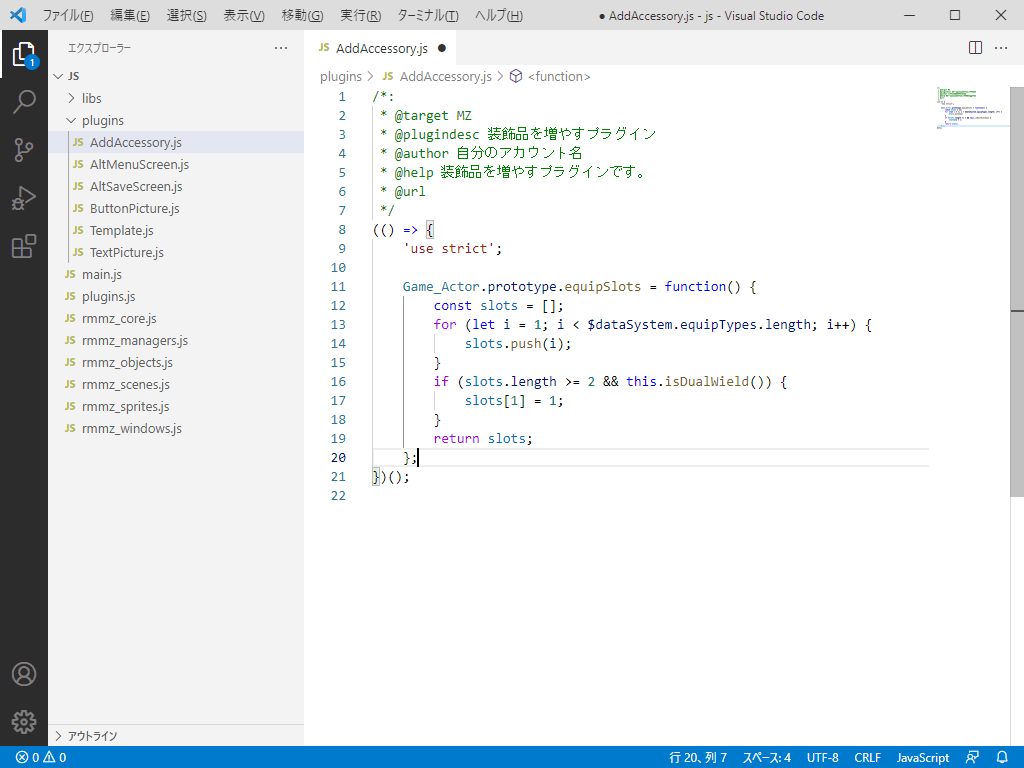 ファイル(F) 編集(E) 選択(S) 表示(V) 移動(G) 実行(R) ターミナル(T) ヘルプ(H) ● AddAccessory.js - js - Visual Studio Code
エクスプローラー ...
JS
libs
plugins
JS AddAccessory.js
JS AltMenuScreen.js
JS AltSaveScreen.js
JS ButtonPicture.js
JS Template.js
JS TextPicture.js
JS main.js
JS plugins.js
JS rmmz_core.js
JS rmmz_managers.js
JS rmmz_objects.js
JS rmmz_scenes.js
JS rmmz_sprites.js
JS rmmz_windows.js
アウトライン
1
JS AddAccessory.js ●
plugins > JS AddAccessory.js > <function>
1 /*:
2  * @target MZ
3  * @plugindesc 装飾品を増やすプラグイン
4  * @author 自分のアカウント名
5  * @help 装飾品を増やすプラグインです。
6  * @url
7  */
8 (() => {
9     'use strict';
10
11     Game_Actor.prototype.equipSlots = function() {
12         const slots = [];
13         for (let i = 1; i < $dataSystem.equipTypes.length; i++) {
14             slots.push(i);
15         }
16         if (slots.length >= 2 && this.isDualWield()) {
17             slots[1] = 1;
18         }
19         return slots;
20     };
21 })();
22
0 0 行 20、列 7 スペース: 4 UTF-8 CRLF JavaScript